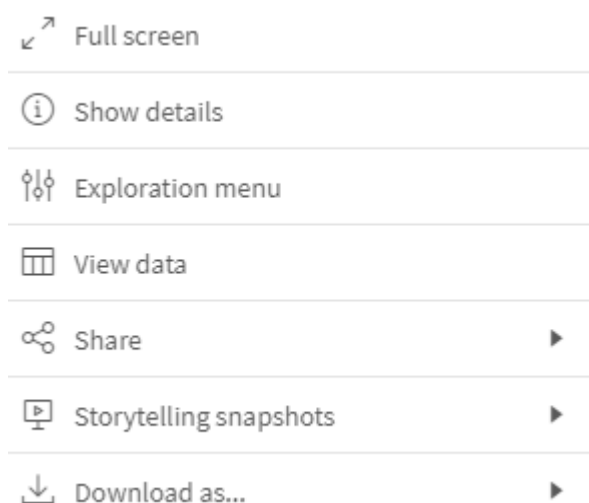 Full screen
Show details
Exploration menu
View data
Share
Storytelling snapshots
Download as...